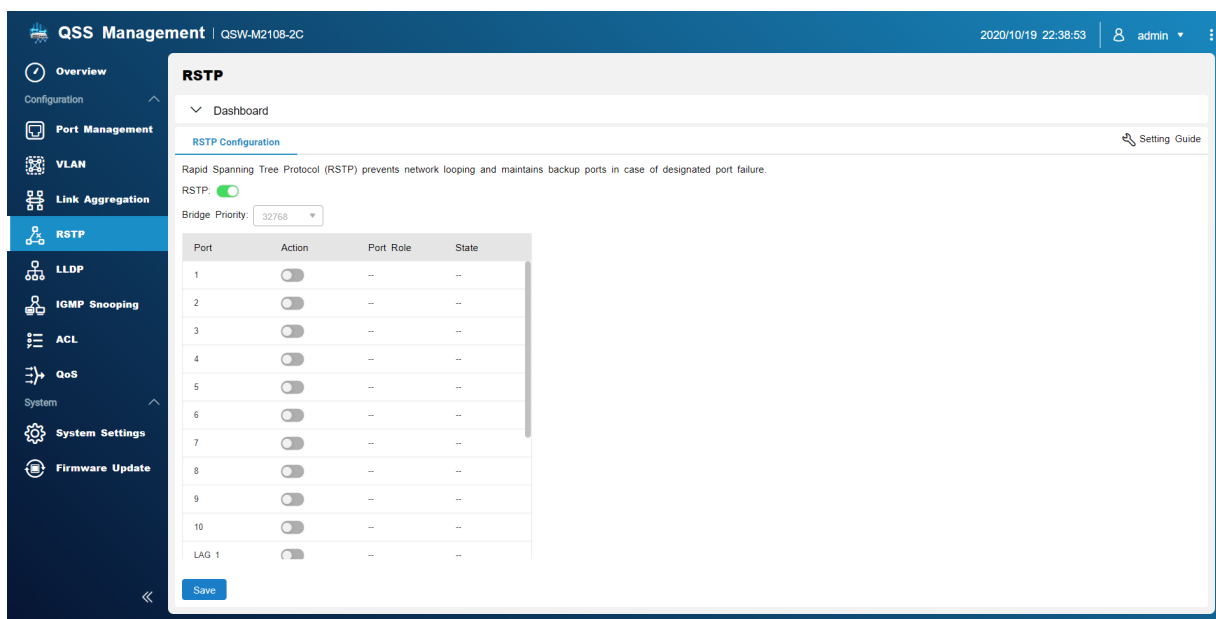 QSS Management QSW-M2108-2C 2020/10/19 22:38:53 admin
Overview
Configuration
Port Management
VLAN
Link Aggregation
RSTP
LLDP
IGMP Snooping
ACL
QoS
System
System Settings
Firmware Update
RSTP
Dashboard
RSTP Configuration Setting Guide
Rapid Spanning Tree Protocol (RSTP) prevents network looping and maintains backup ports in case of designated port failure.
RSTP:
Bridge Priority: 32768
Port Action Port Role State
1 -- --
2 -- --
3 -- --
4 -- --
5 -- --
6 -- --
7 -- --
8 -- --
9 -- --
10 -- --
LAG 1 -- --
Save